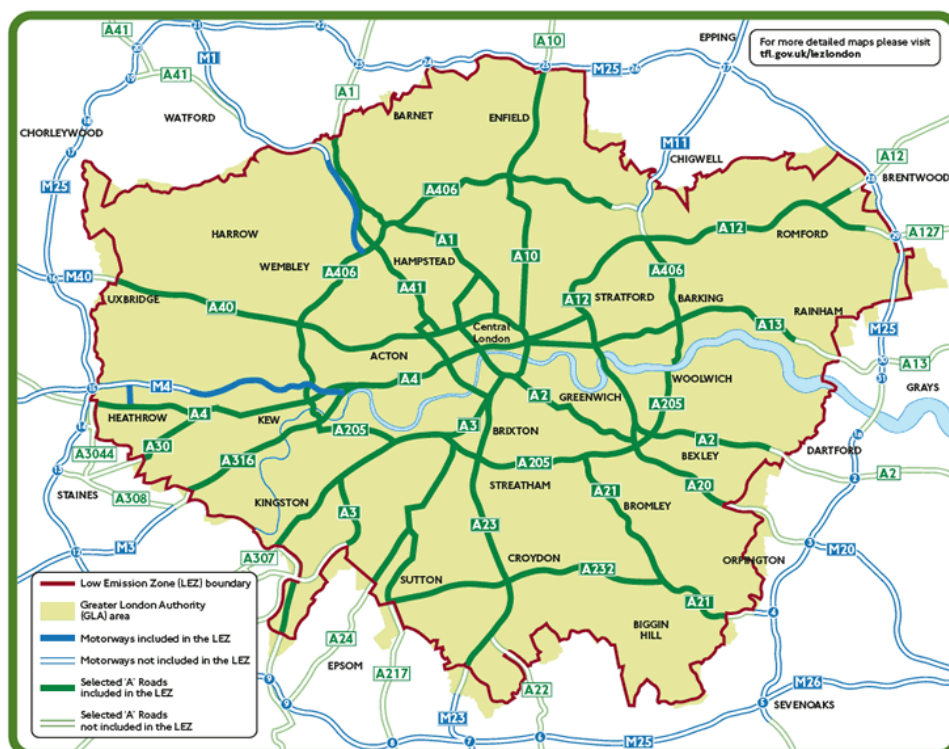 A41
M1
A10
EPPING
For more detailed maps please visit
tfl.gov.uk/lezlondon
A41
A1
M25
BARNET
ENFIELD
WATFORD
CHORLEYWOOD
M11
CHIGWELL
A12
BRENTWOOD
M25
A406
A1
A12
A127
HARROW
ROMFORD
WEMBLEY
A406
HAMPSTEAD
A10
A406
M40
A41
UXBRIDGE
A40
A12
STRATFORD
BARKING
RAINHAM
Central
London
A13
M25
ACTON
A13
M4
A4
WOOLWICH
GRAYS
HEATHROW
A4
KEW
A2
GREENWICH
A205
A205
A3
BRIXTON
A30
A316
A2
A3044
A205
BEXLEY
DARTFORD
STAINES
A308
STREATHAM
A20
A2
KINGSTON
A3
A21
BROMLEY
A23
M3
M20
A307
CROYDON
ORPINGTON
SUTTON
A232
A21
A24
BIGGIN
HILL
EPSOM
A217
A22
M26
M23
M25
SEVENOAKS
Low Emission Zone (LEZ) boundary
Greater London Authority
(GLA) area
Motorways included in the LEZ
Motorways not included in the LEZ
Selected 'A' Roads
included in the LEZ
Selected 'A' Roads
not included in the LEZ